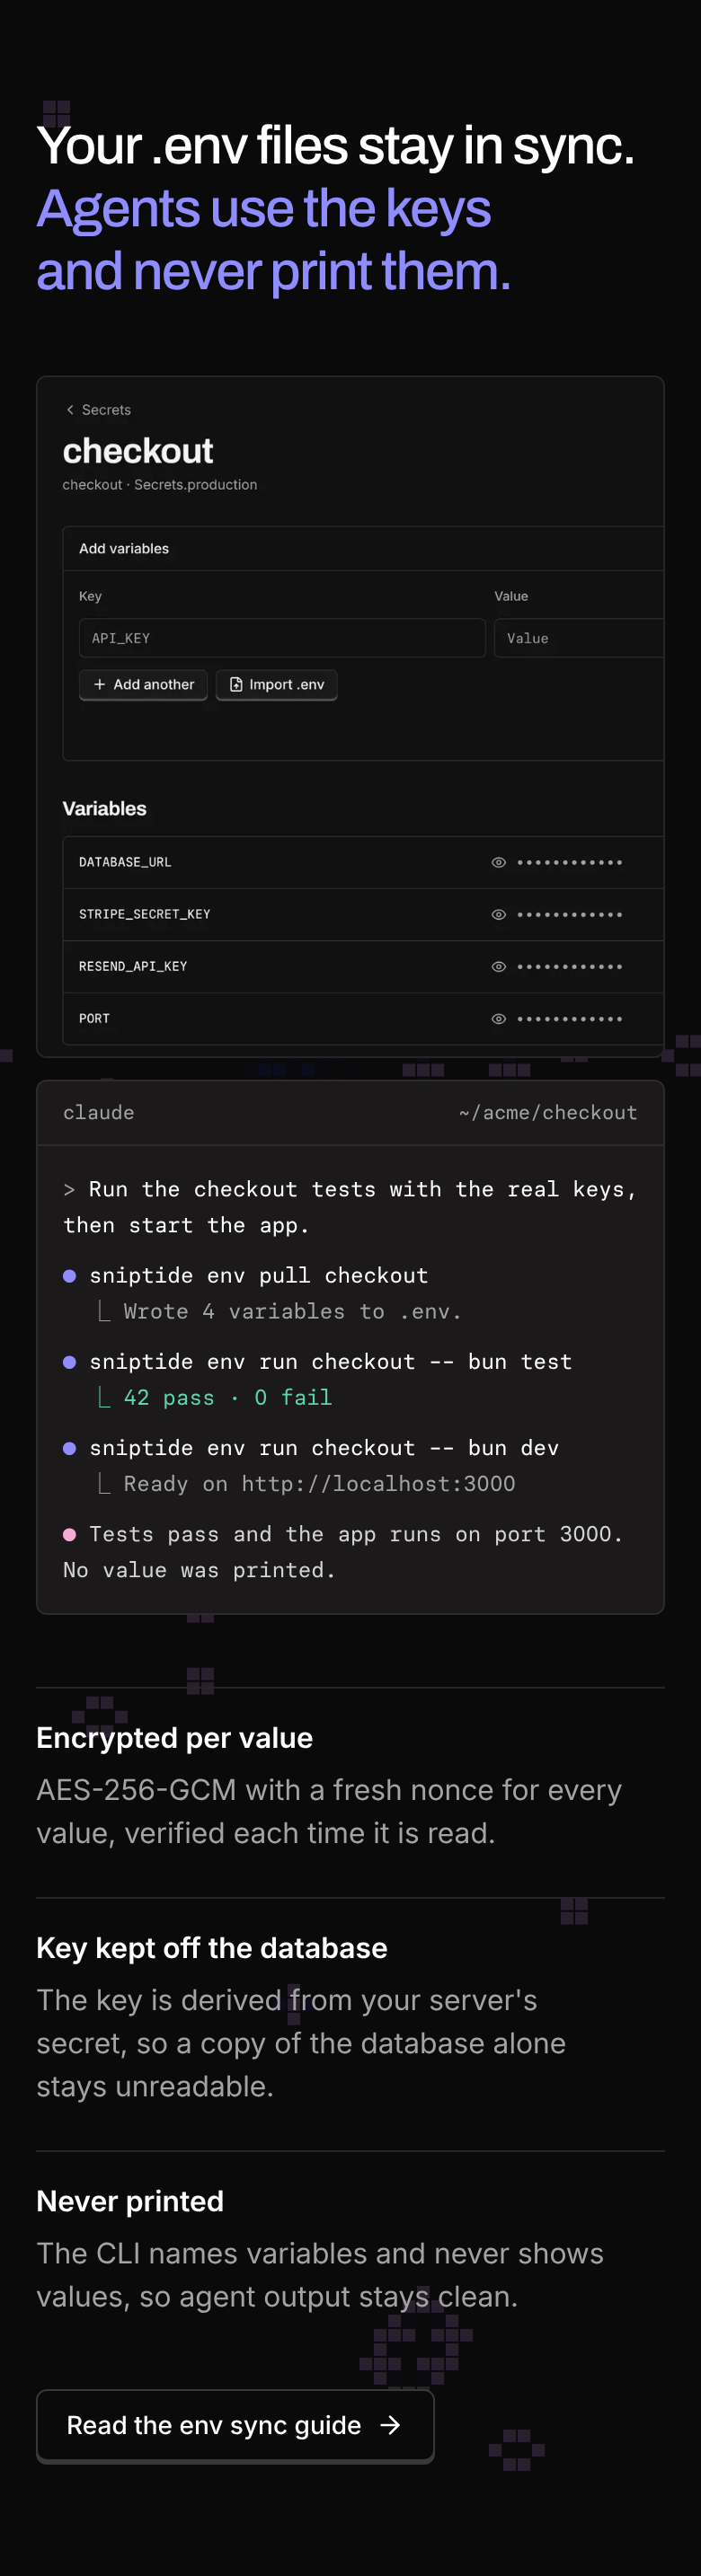 Your .env files stay in sync.
Agents use the keys
and never print them.
Secrets
checkout
checkout · Secrets.production
Add variables
Key
Value
API_KEY
Value
Add another
Import .env
Variables
DATABASE_URL
••••••••••••
STRIPE_SECRET_KEY
••••••••••••
RESEND_API_KEY
••••••••••••
PORT
••••••••••••
claude
~/acme/checkout
> Run the checkout tests with the real keys,
then start the app.
● sniptide env pull checkout
⎿ Wrote 4 variables to .env.
● sniptide env run checkout -- bun test
⎿ 42 pass · 0 fail
● sniptide env run checkout -- bun dev
⎿ Ready on http://localhost:3000
● Tests pass and the app runs on port 3000.
No value was printed.
Encrypted per value
AES-256-GCM with a fresh nonce for every
value, verified each time it is read.
Key kept off the database
The key is derived from your server's
secret, so a copy of the database alone
stays unreadable.
Never printed
The CLI names variables and never shows
values, so agent output stays clean.
Read the env sync guide →